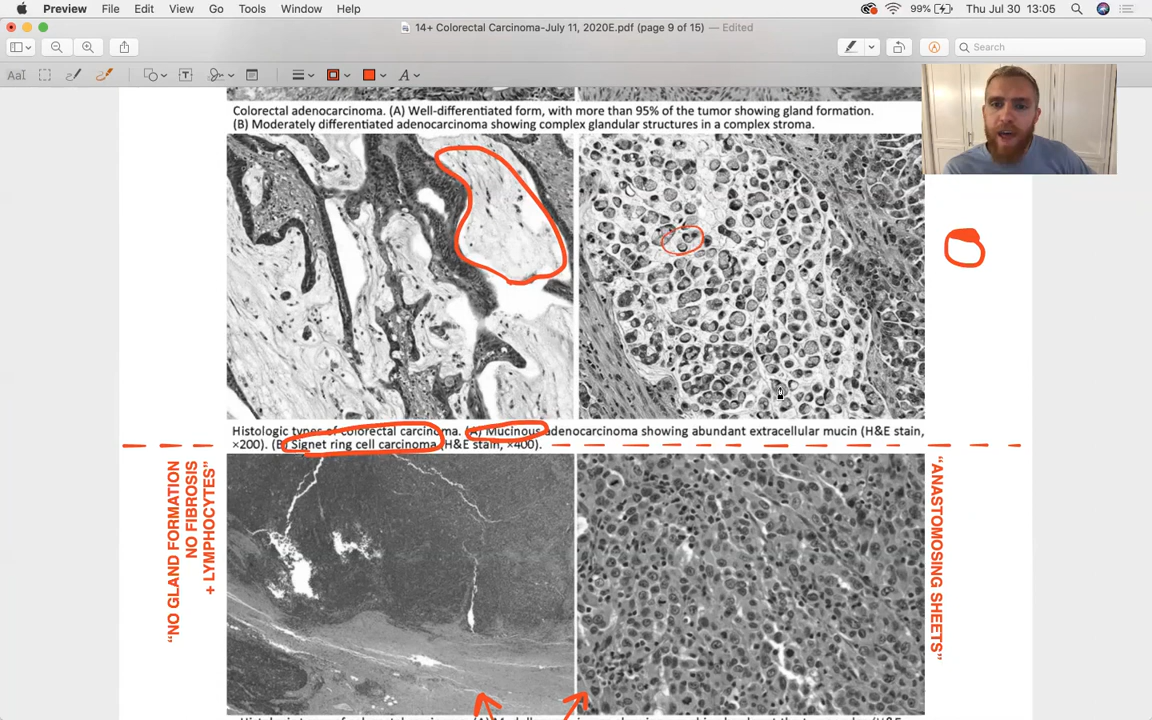 Preview File Edit View Go Tools Window Help 99% Thu Jul 30 13:05
14+ Colorectal Carcinoma-July 11, 2020E.pdf (page 9 of 15) — Edited
Search
Colorectal adenocarcinoma. (A) Well-differentiated form, with more than 95% of the tumor showing gland formation.
(B) Moderately differentiated adenocarcinoma showing complex glandular structures in a complex stroma.
Histologic types of colorectal carcinoma. (A) Mucinous adenocarcinoma showing abundant extracellular mucin (H&E stain,
×200). (B) Signet ring cell carcinoma (H&E stain, ×400).
"NO GLAND FORMATION
NO FIBROSIS
+ LYMPHOCYTES"
"ANASTOMOSING SHEETS"